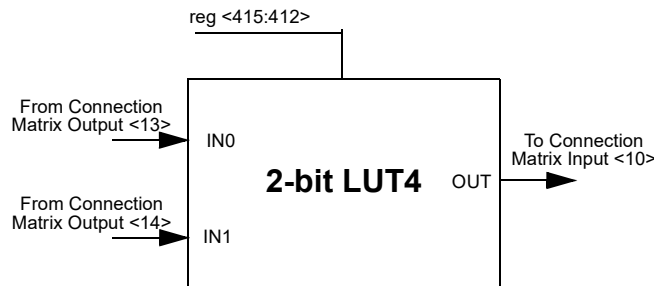 reg <415:412>
From Connection
Matrix Output <13>
IN0
To Connection
Matrix Input <10>
2-bit LUT4
OUT
From Connection
Matrix Output <14>
IN1